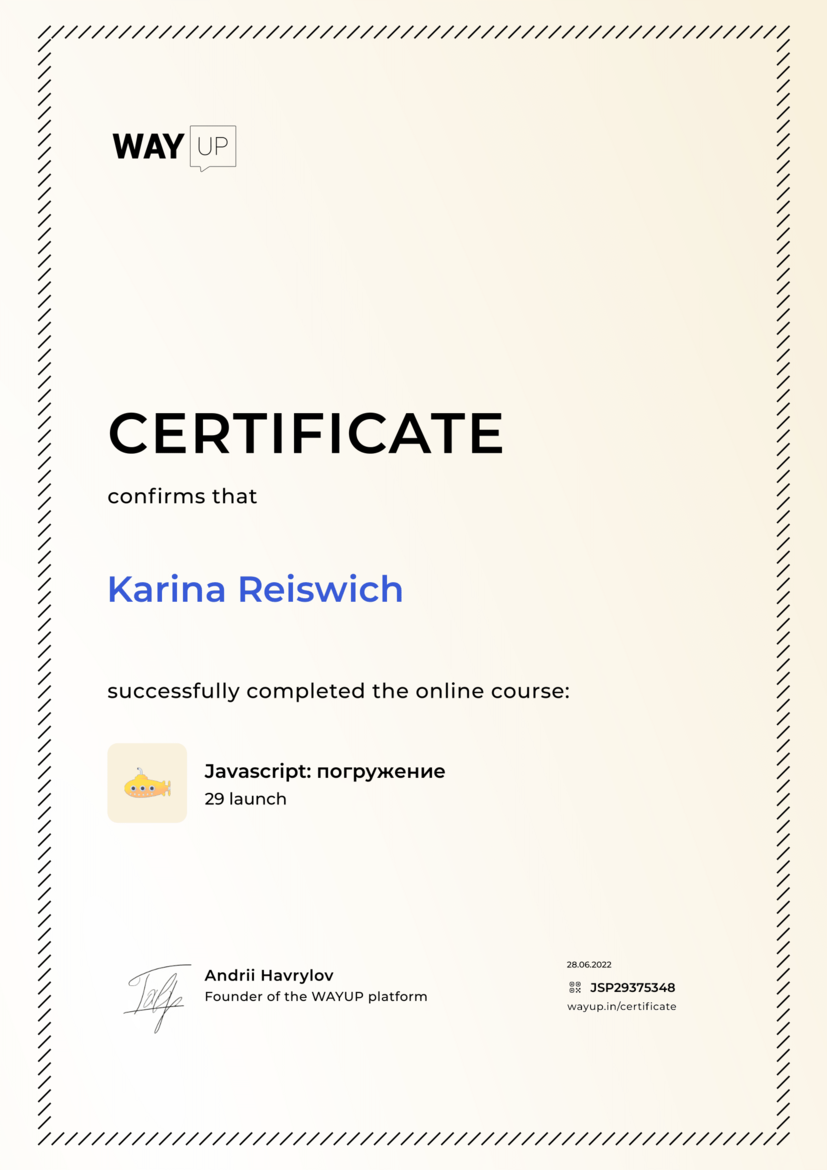 WAY UP
CERTIFICATE
confirms that
Karina Reiswich
successfully completed the online course:
Javascript: погружение
29 launch
Andrii Havrylov
Founder of the WAYUP platform
28.06.2022
JSP29375348
wayup.in/certificate